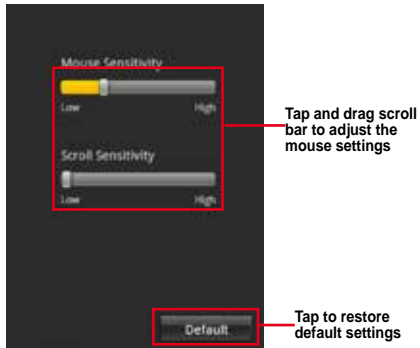 Mouse Sensitivity
Low High
Tap and drag scroll
bar to adjust the
mouse settings
Scroll Sensitivity
Low High
Default
Tap to restore
default settings